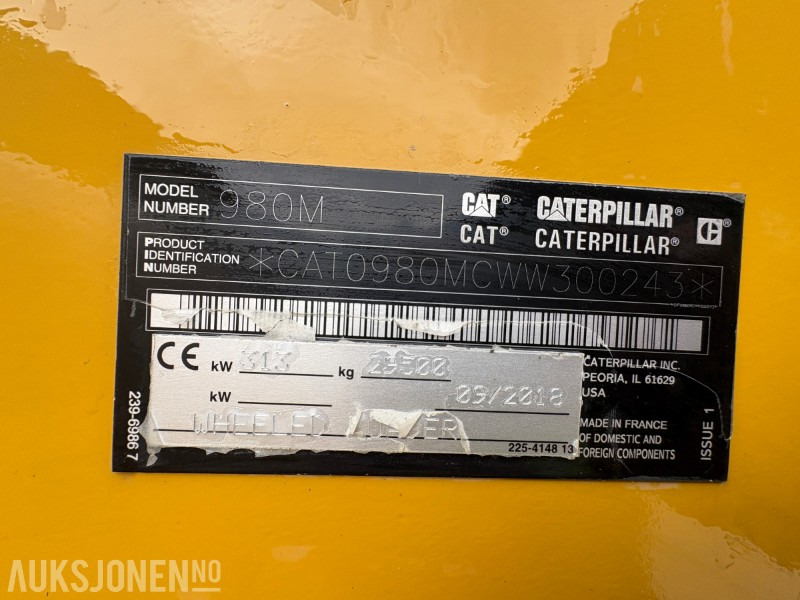 MODEL NUMBER 980M
CAT® CATERPILLAR®
CAT® CATERPILLAR®
PRODUCT IDENTIFICATION NUMBER *CAT0980MCWW300243*
CE kW 313 kg 29500
kW 09/2018
WHEELED LOADER
225-4148 13
CATERPILLAR INC.
PEORIA, IL 61629
USA
MADE IN FRANCE
OF DOMESTIC AND
FOREIGN COMPONENTS
239-6986 7
ISSUE 1
AUKSJONEN.NO